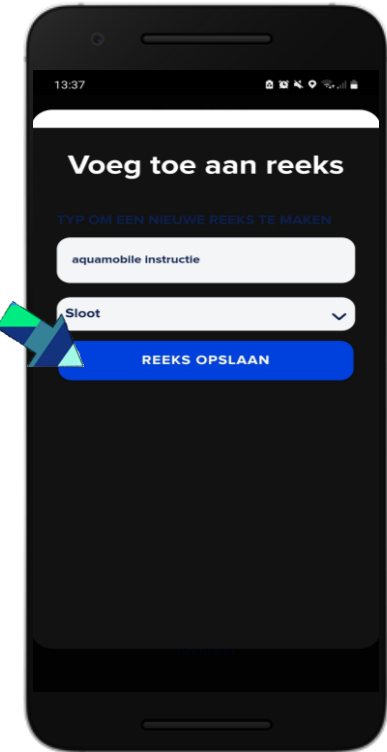 13:37
Voeg toe aan reeks
TYP OM EEN NIEUWE REEKS TE MAKEN
aquamobile instructie
Sloot
REEKS OPSLAAN